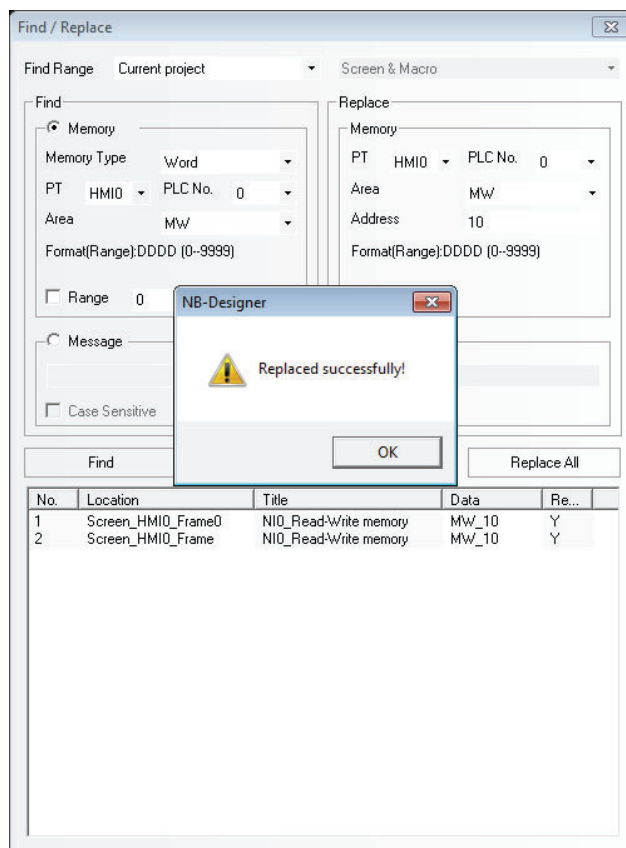 Find / Replace
Find Range Current project Screen & Macro
Find
Memory
Memory Type Word
PT HMI0 PLC No. 0
Area MW
Format(Range):DDDD (0--9999)
Range 0
Message
Case Sensitive
Replace
Memory
PT HMI0 PLC No. 0
Area MW
Address 10
Format(Range):DDDD (0--9999)
NB-Designer
Replaced successfully!
OK
Find Replace All
No. Location Title Data Re...
1 Screen_HMI0_Frame0 NI0_Read-Write memory MW_10 Y
2 Screen_HMI0_Frame NI0_Read-Write memory MW_10 Y